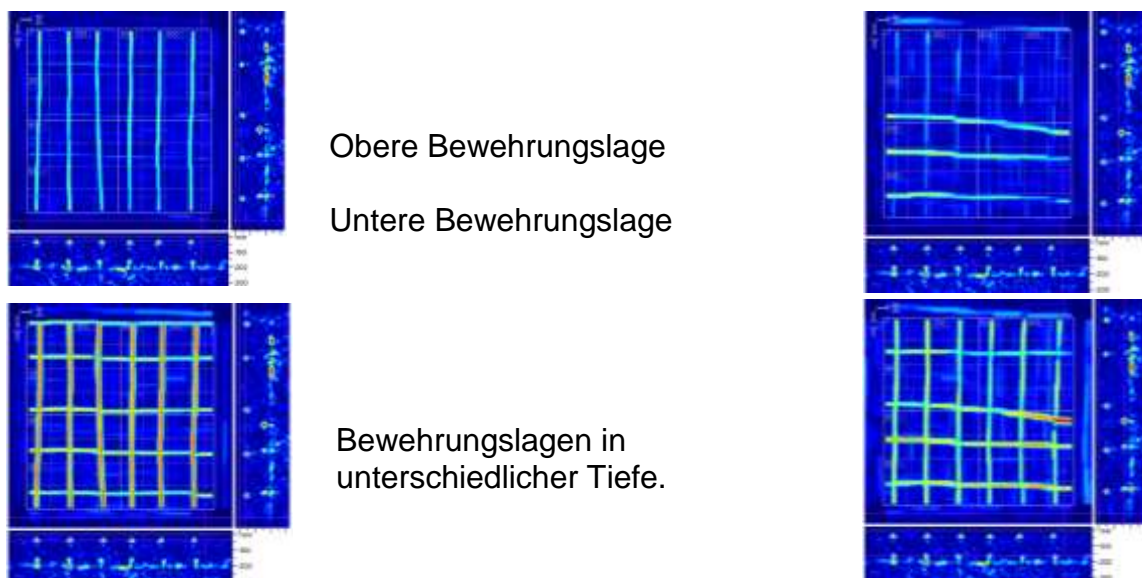 Obere Bewehrungslage
Untere Bewehrungslage
Bewehrungslagen in
unterschiedlicher Tiefe.